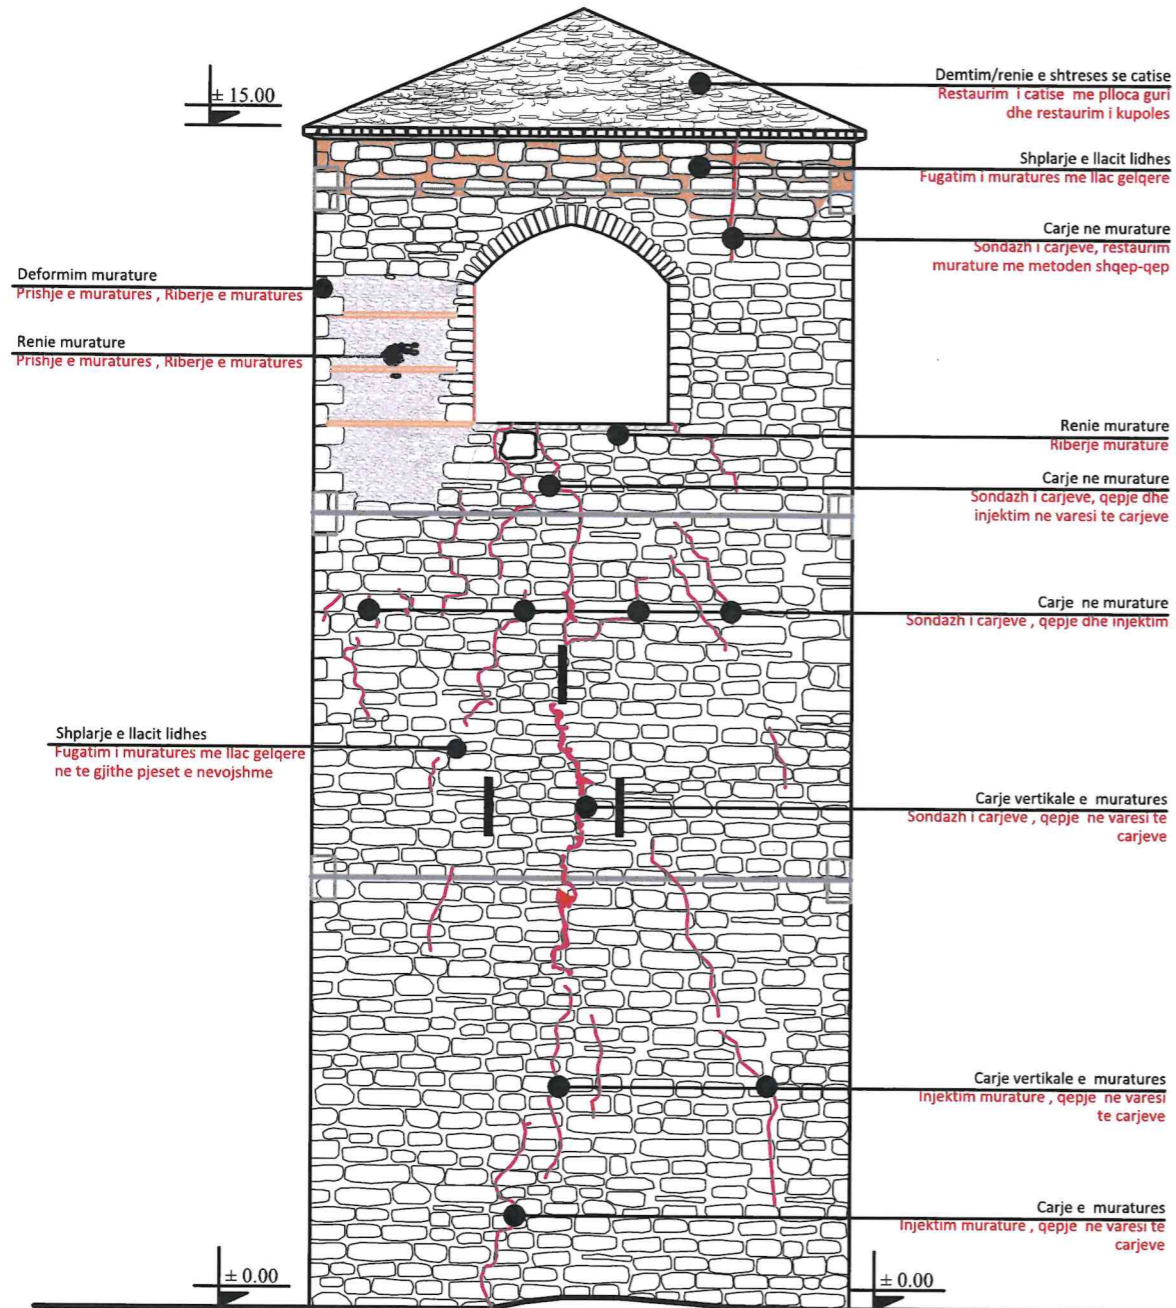 ± 15.00
Demtim/renie e shtreses se catise
Restaurim i catise me plloca guri
dhe restaurim i kupoles
Shplarje e llacit lidhes
Fugatim i muratures me llac gelqere
Carje ne murature
Sondazh i carjeve, restaurim
murature me metoden shqep-qep
Deformim murature
Prishje e muratures , Riberje e muratures
Renie murature
Prishje e muratures , Riberje e muratures
Renie murature
Riberje murature
Carje ne murature
Sondazh i carjeve, qepje dhe
injektim ne varesi te carjeve
Carje ne murature
Sondazh i carjeve , qepje dhe injektim
Shplarje e llacit lidhes
Fugatim i muratures me llac gelqere
ne te gjithe pjeset e nevojshme
Carje vertikale e muratures
Sondazh i carjeve , qepje ne varesi te
carjeve
Carje vertikale e muratures
Injektim murature , qepje ne varesi
te carjeve
Carje e muratures
Injektim murature , qepje ne varesi te
carjeve
± 0.00
± 0.00